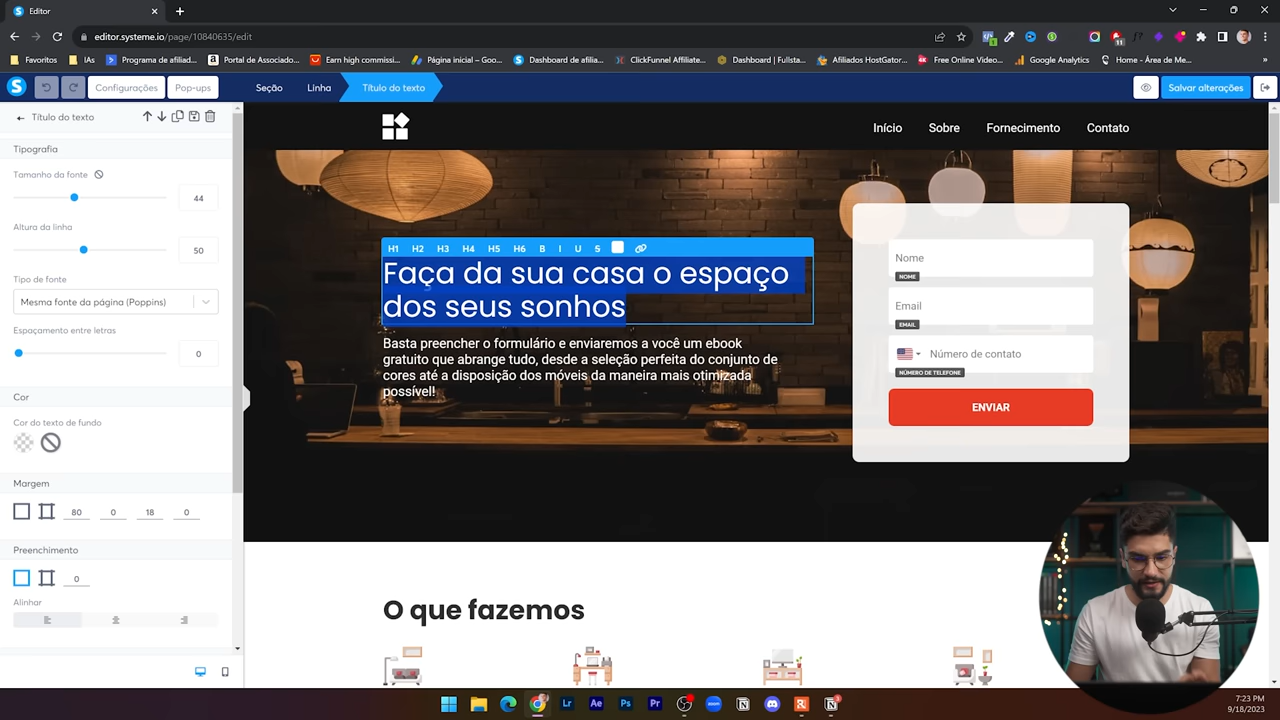 Editor
editor.systeme.io/page/10840635/edit
Favoritos
IAs
Programa de afiliad...
Portal de Associado...
Earn high commissi...
Página inicial – Goo...
Dashboard de afilia...
ClickFunnel Affiliate...
Dashboard | Fulista...
Afiliados HostGator...
Free Online Video...
Google Analytics
Home - Área de Me...
»
Configurações
Pop-ups
Seção
Linha
Título do texto
Salvar alterações
Título do texto
Tipografia
Tamanho da fonte
44
Altura da linha
50
Tipo de fonte
Mesma fonte da página (Poppins)
Espaçamento entre letras
0
Cor
Cor do texto de fundo
Margem
80 0 18 0
Preenchimento
0
Alinhar
Início Sobre Fornecimento Contato
H1 H2 H3 H4 H5 H6 B I U S
Faça da sua casa o espaço
dos seus sonhos
Basta preencher o formulário e enviaremos a você um ebook
gratuito que abrange tudo, desde a seleção perfeita do conjunto de
cores até a disposição dos móveis da maneira mais otimizada
possível!
Nome
NOME
Email
EMAIL
Número de contato
NÚMERO DE TELEFONE
ENVIAR
O que fazemos
7:23 PM
9/18/2023